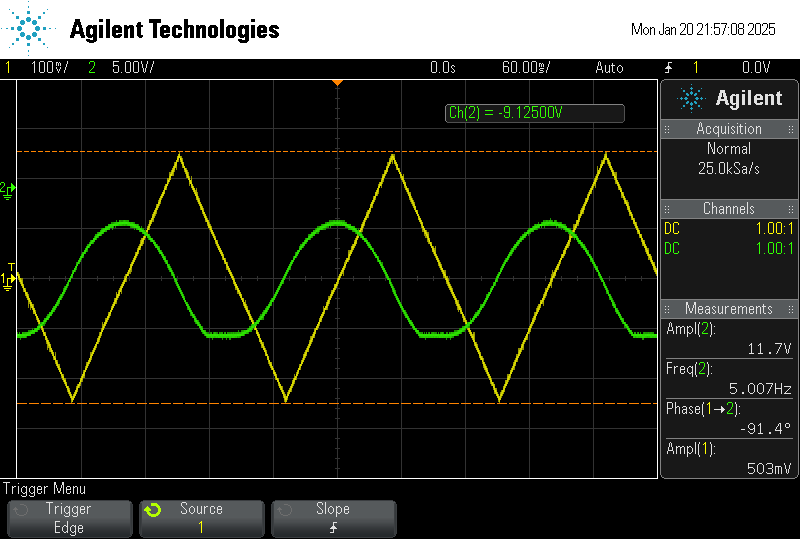 Agilent Technologies
Mon Jan 20 21:57:08 2025
1 100mV/ 2 5.00V/ 0.0s 60.00ms/ Auto 1 0.0V
Ch(2) = -9.12500V
2
T
1
Agilent
Acquisition
Normal
25.0kSa/s
Channels
DC 1.00:1
DC 1.00:1
Measurements
Ampl(2):
11.7V
Freq(2):
5.007Hz
Phase(1→2):
-91.4°
Ampl(1):
503mV
Trigger Menu
Trigger
Edge
Source
1
Slope